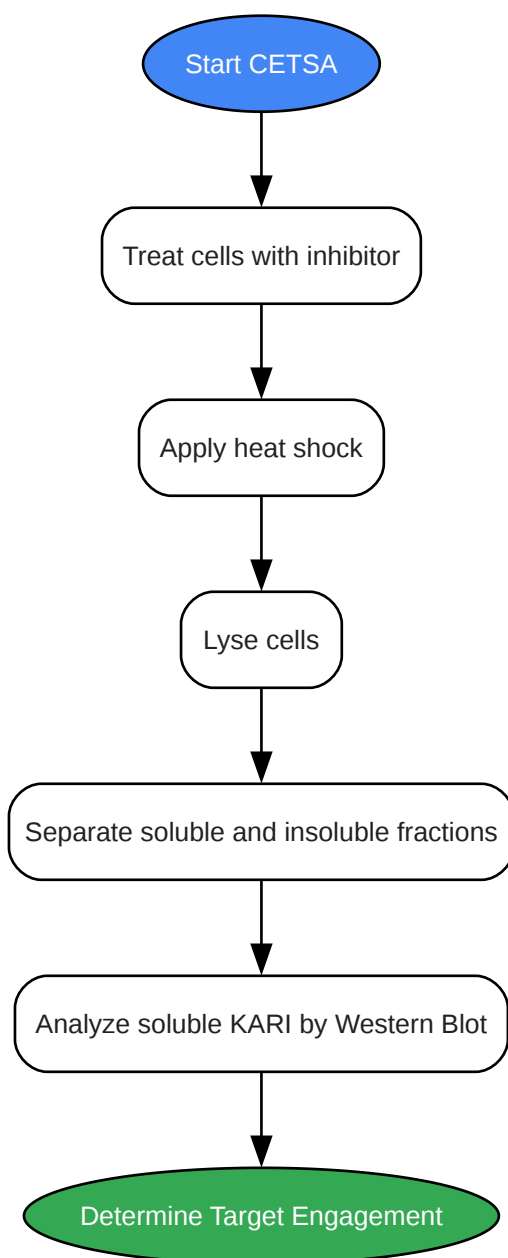 Start CETSA
Treat cells with inhibitor
Apply heat shock
Lyse cells
Separate soluble and insoluble fractions
Analyze soluble KARI by Western Blot
Determine Target Engagement